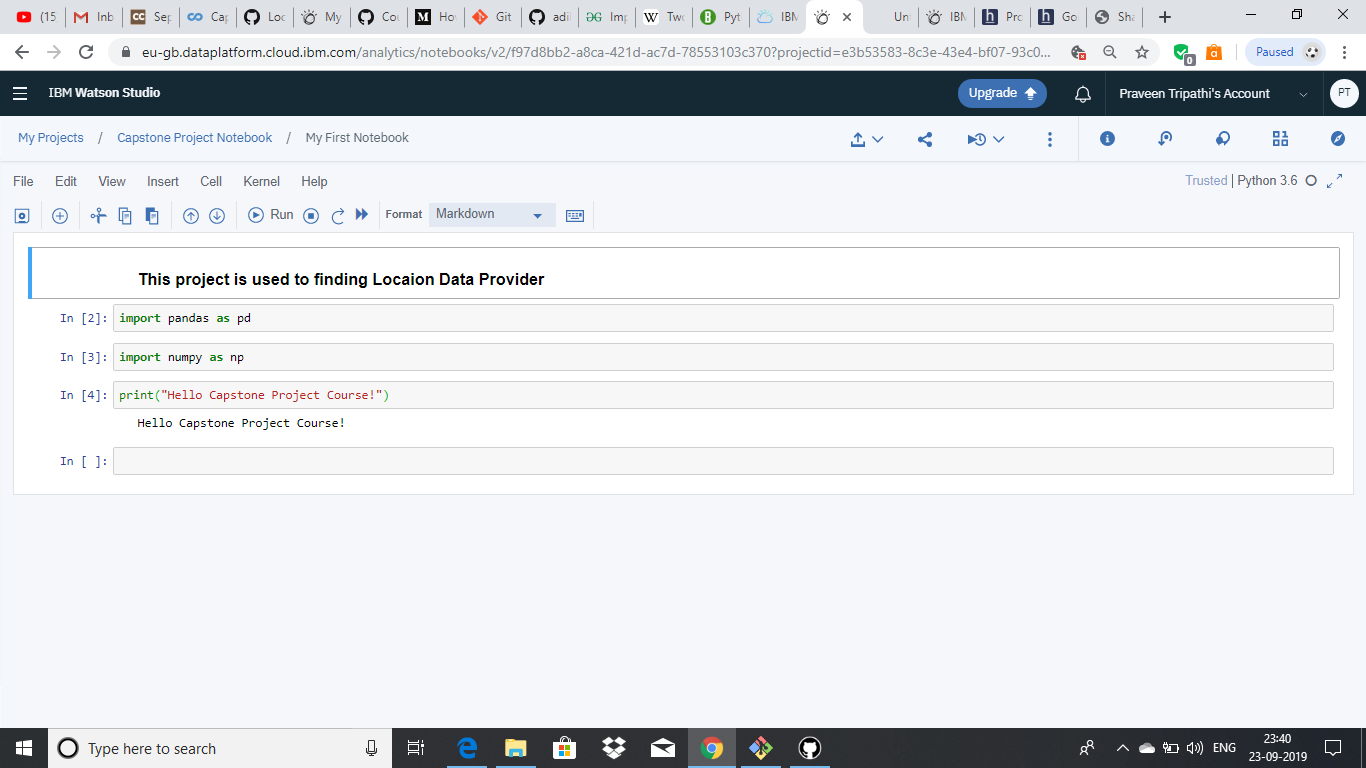 (15 Inb Sep Cap Loc My Cou Ho Git adi Imp Two Pyt IBM Un IBM Pro Go Sha
eu-gb.dataplatform.cloud.ibm.com/analytics/notebooks/v2/f97d8bb2-a8ca-421d-ac7d-78553103c370?projectid=e3b53583-8c3e-43e4-bf07-93c0... 0 Paused
IBM Watson Studio Upgrade Praveen Tripathi's Account PT
My Projects / Capstone Project Notebook / My First Notebook
File Edit View Insert Cell Kernel Help Trusted | Python 3.6
Run Format Markdown
This project is used to finding Locaion Data Provider
In [2]: import pandas as pd
In [3]: import numpy as np
In [4]: print("Hello Capstone Project Course!")
Hello Capstone Project Course!
In [ ]:
Type here to search ENG 23:40
23-09-2019